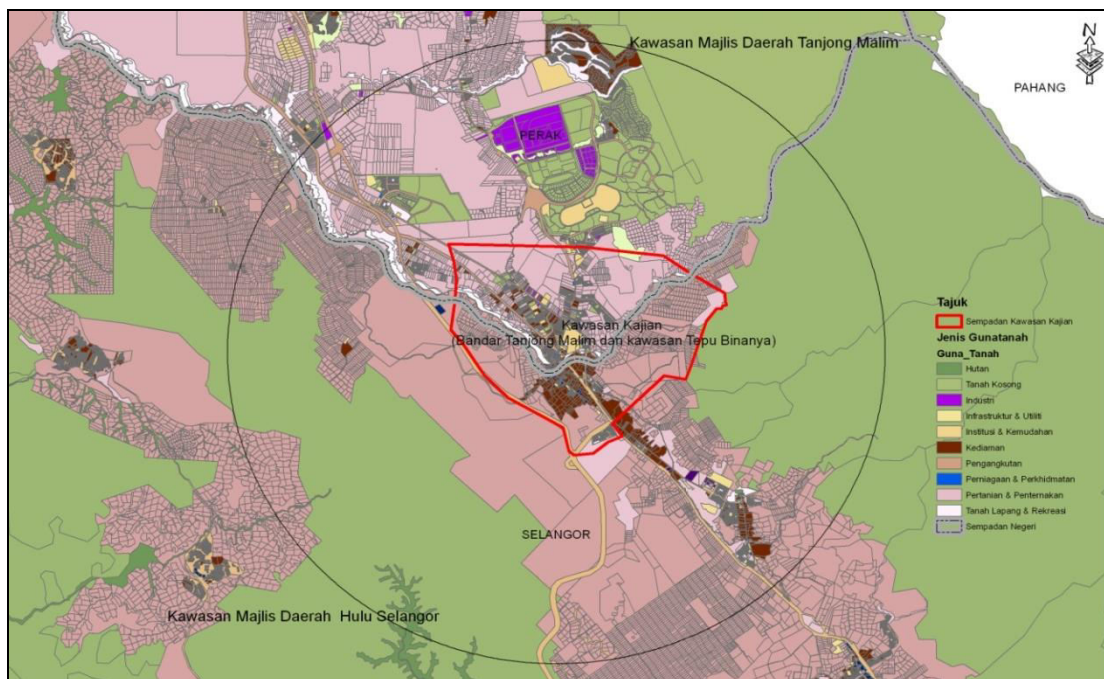 Kawasan Majlis Daerah Tanjong Malim
N
PAHANG
PERAK
Kawasan Kajian
(Bandar Tanjong Malim dan kawasan Tepu Binanya)
SELANGOR
Kawasan Majlis Daerah Hulu Selangor
Tajuk
Sempadan Kawasan Kajian
Jenis Gunatanah
Guna_Tanah
Hutan
Tanah Kosong
Industri
Infrastruktur & Utiliti
Institusi & Kemudahan
Kediaman
Pengangkutan
Perniagaan & Perkhidmatan
Pertanian & Penternakan
Tanah Lapang & Rekreasi
Sempadan Negeri